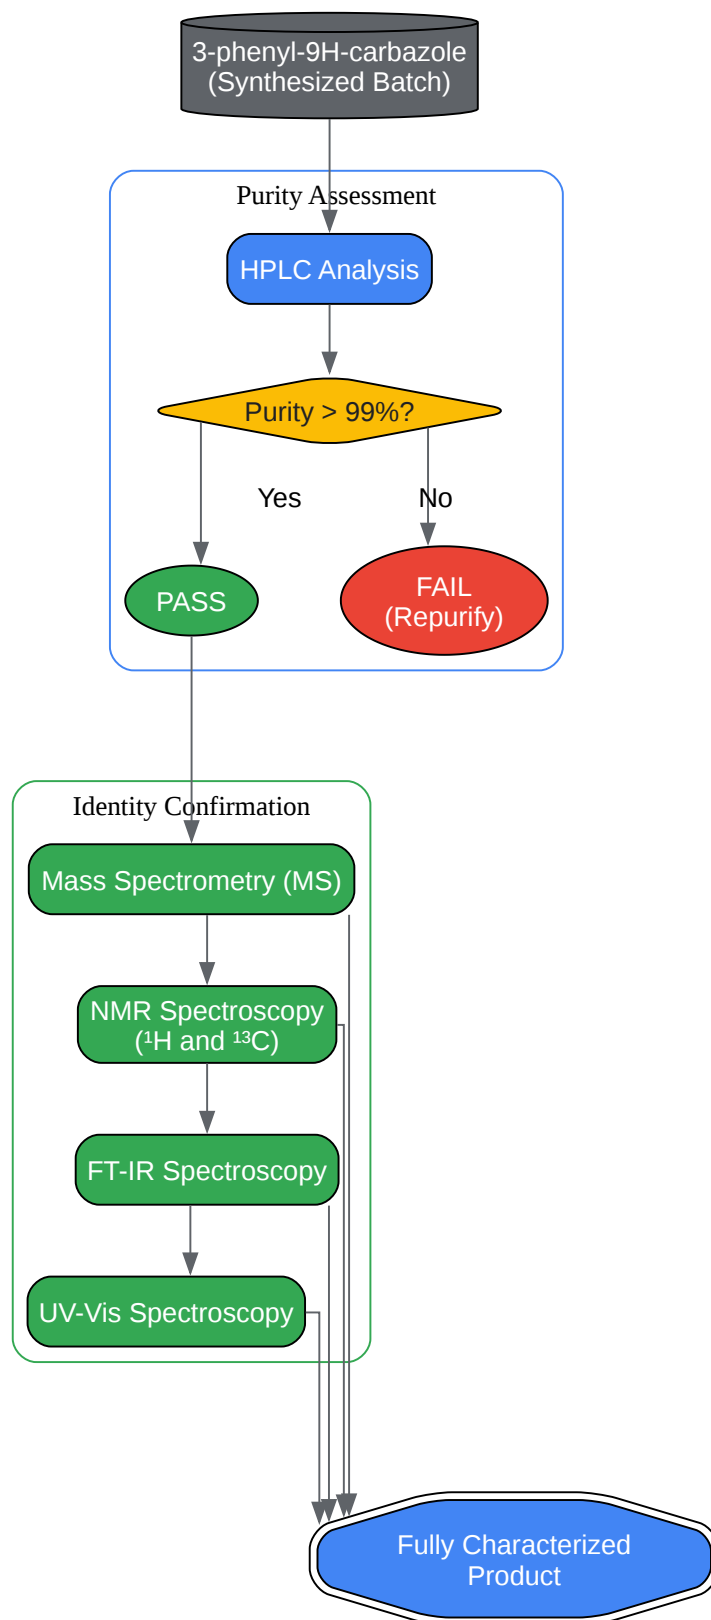 3-phenyl-9H-carbazole
(Synthesized Batch)
Purity Assessment
HPLC Analysis
Purity > 99%?
Yes
No
PASS
FAIL
(Repurify)
Identity Confirmation
Mass Spectrometry (MS)
NMR Spectroscopy
(¹H and ¹³C)
FT-IR Spectroscopy
UV-Vis Spectroscopy
Fully Characterized
Product